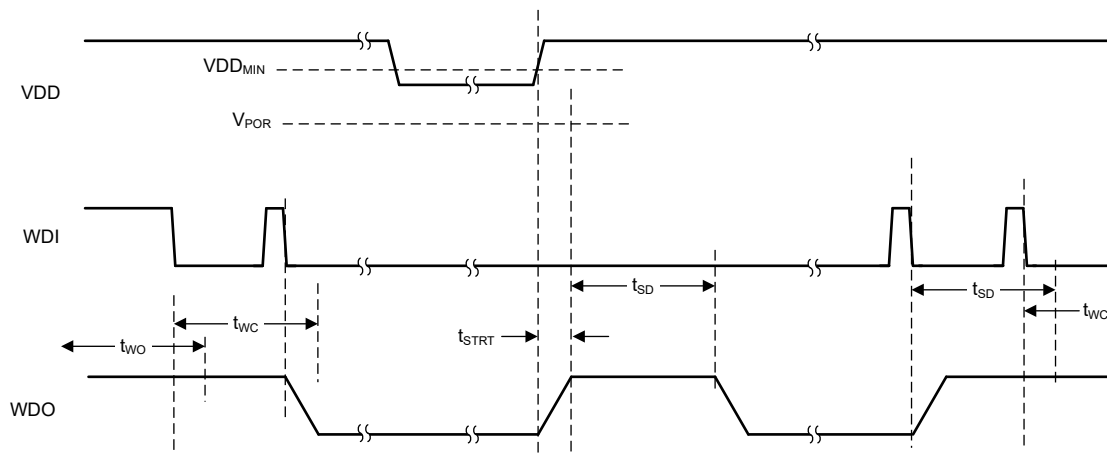 VDDMIN
VDD
VPOR
WDI
tSD
tSD
tWC
tWC
tSTRT
tWO
WDO